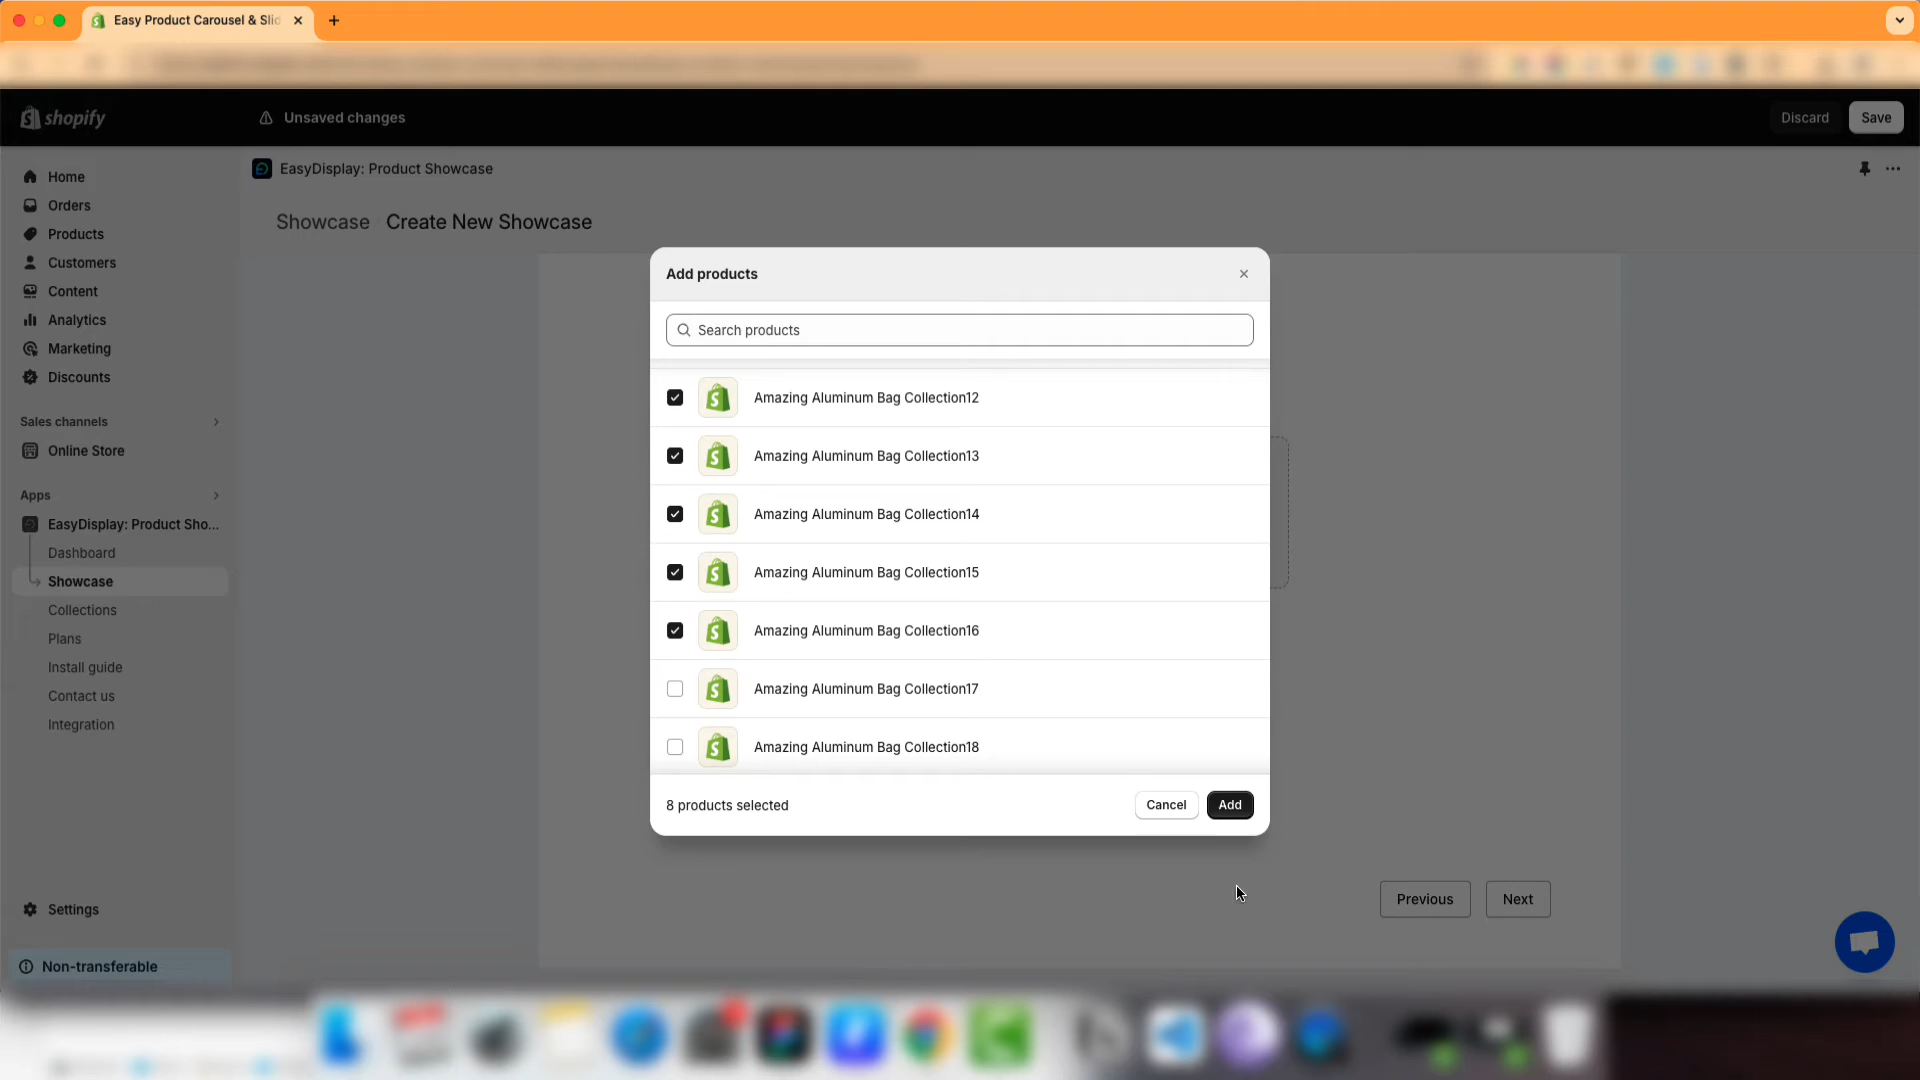 Easy Product Carousel & Slid
shopify
Unsaved changes
Discard
Save
Home
Orders
Products
Customers
Content
Analytics
Marketing
Discounts
Sales channels
Online Store
Apps
EasyDisplay: Product Sho...
Dashboard
Showcase
Collections
Plans
Install guide
Contact us
Integration
Settings
Non-transferable
EasyDisplay: Product Showcase
Showcase Create New Showcase
Add products
Search products
Amazing Aluminum Bag Collection12
Amazing Aluminum Bag Collection13
Amazing Aluminum Bag Collection14
Amazing Aluminum Bag Collection15
Amazing Aluminum Bag Collection16
Amazing Aluminum Bag Collection17
Amazing Aluminum Bag Collection18
8 products selected
Cancel
Add
Previous
Next